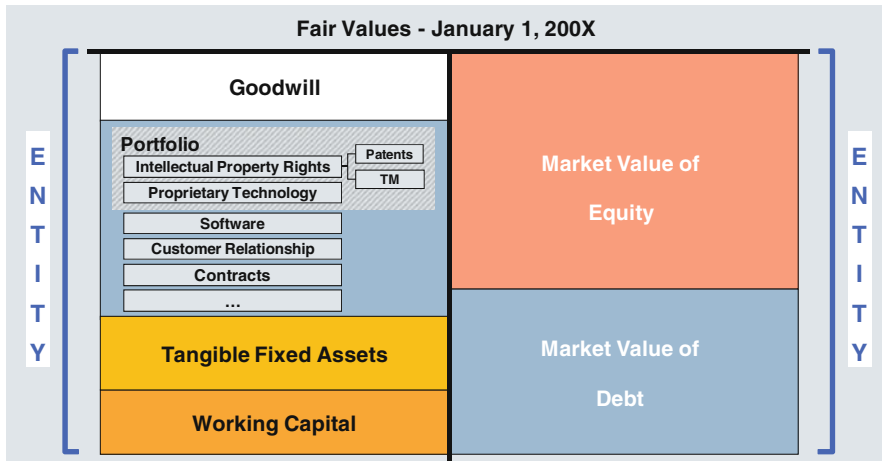 Fair Values - January 1, 200X
E
N
T
I
T
Y
Goodwill
Portfolio
Intellectual Property Rights
Patents
TM
Proprietary Technology
Software
Customer Relationship
Contracts
...
Tangible Fixed Assets
Working Capital
Market Value of
Equity
Market Value of
Debt
E
N
T
I
T
Y